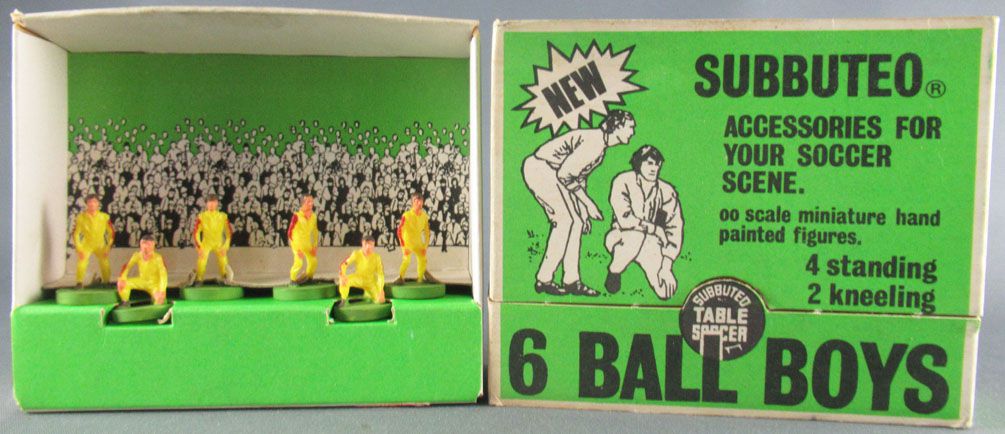 NEW
SUBBUTEO®
ACCESSORIES FOR
YOUR SOCCER
SCENE.
oo scale miniature hand
painted figures.
4 standing
2 kneeling
SUBBUTEO
TABLE
SOCCER
6 BALL BOYS